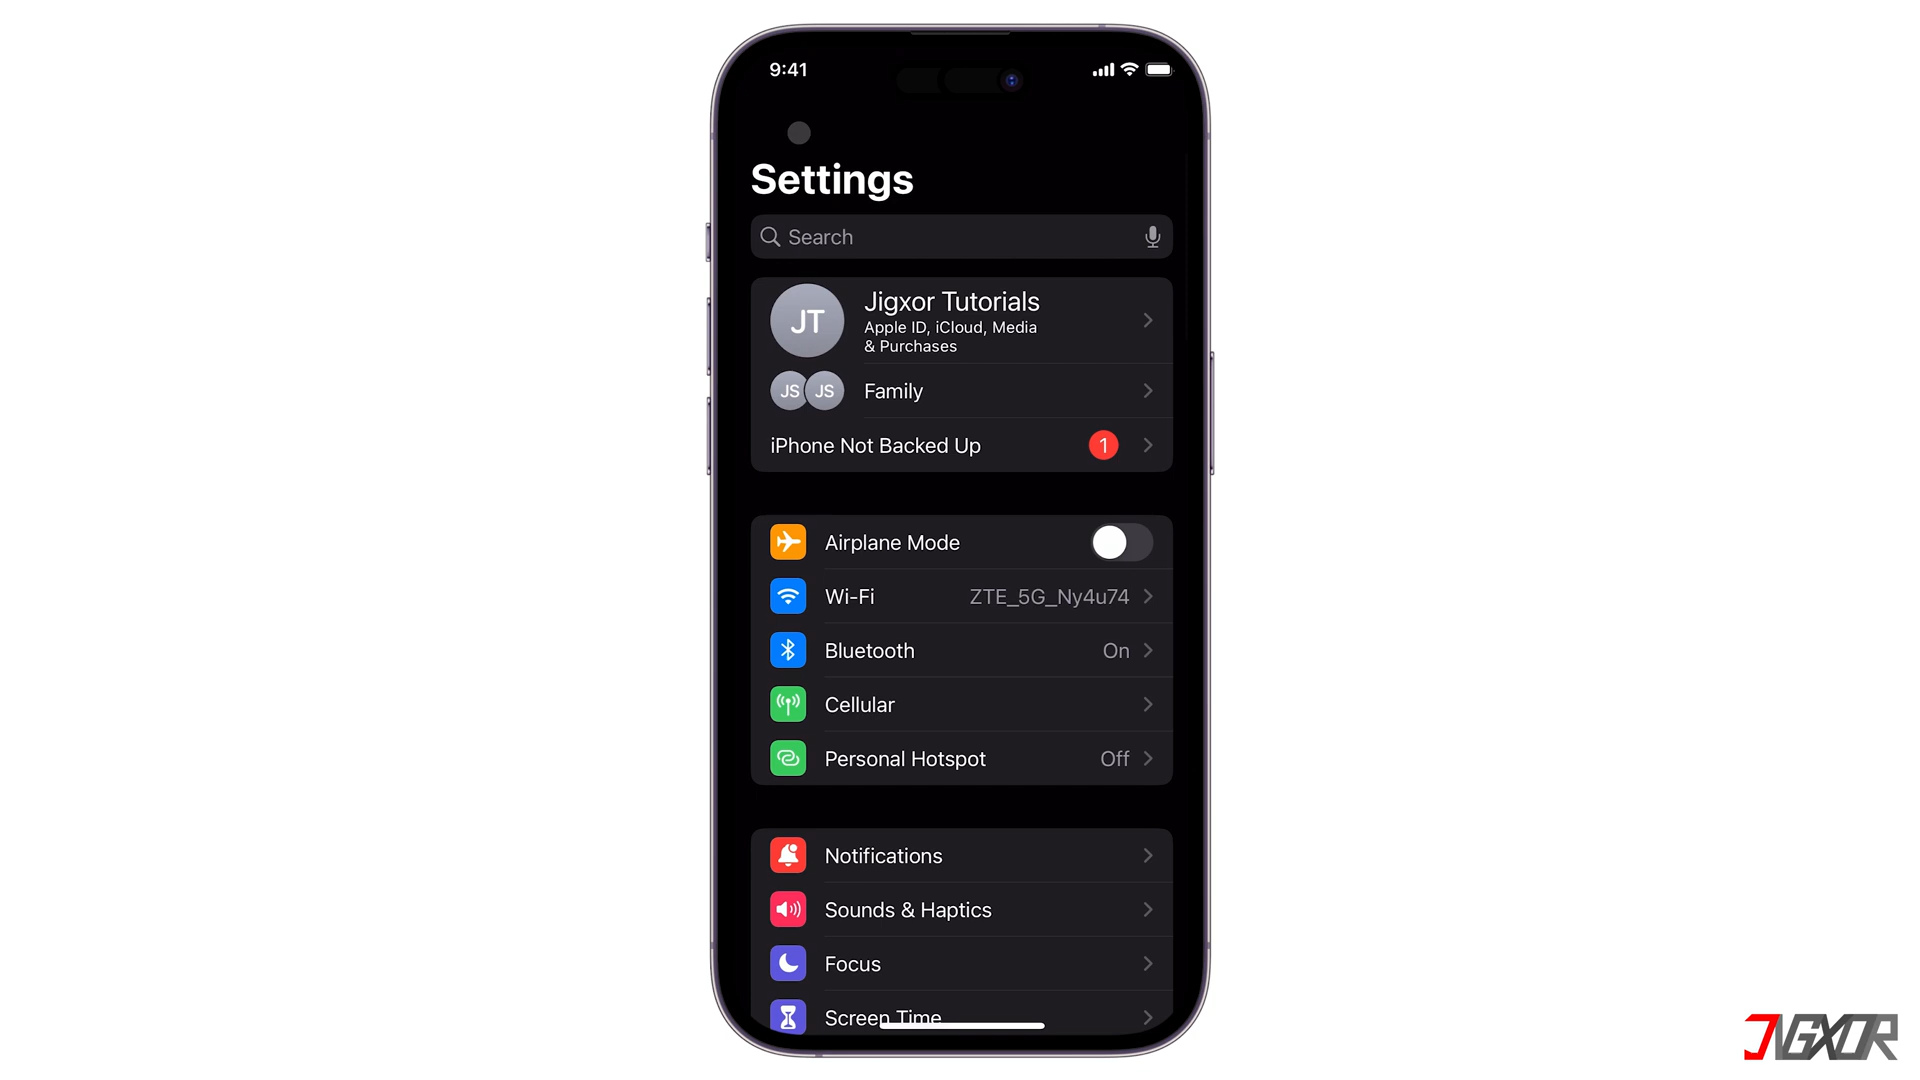 9:41
Settings
Search
JT
Jigxor Tutorials
Apple ID, iCloud, Media
& Purchases
JS JS Family
iPhone Not Backed Up 1
Airplane Mode
Wi-Fi ZTE_5G_Ny4u74
Bluetooth On
Cellular
Personal Hotspot Off
Notifications
Sounds & Haptics
Focus
Screen Time
JIGXOR